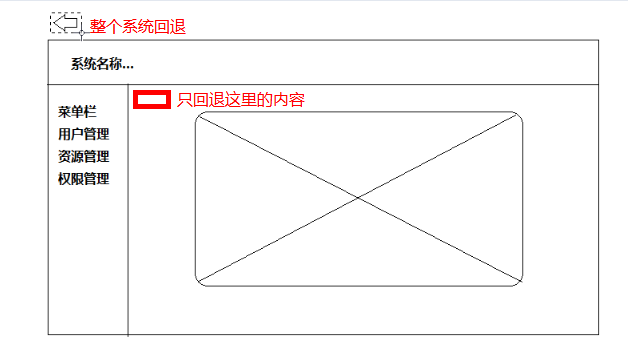 整个系统回退
系统名称...
只回退这里的内容
菜单栏
用户管理
资源管理
权限管理